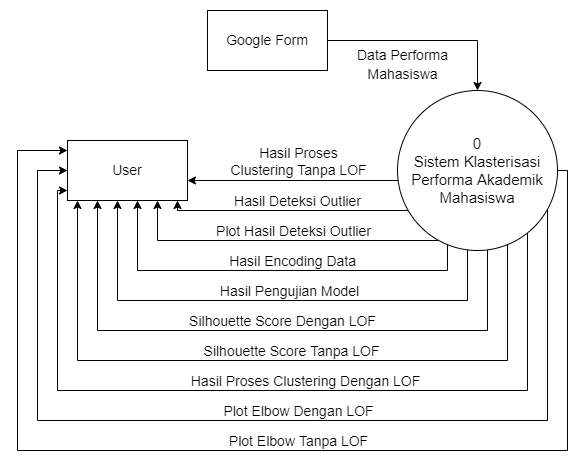 Google Form
Data Performa
Mahasiswa
0
Sistem Klasterisasi
Performa Akademik
Mahasiswa
User
Hasil Proses
Clustering Tanpa LOF
Hasil Deteksi Outlier
Plot Hasil Deteksi Outlier
Hasil Encoding Data
Hasil Pengujian Model
Silhouette Score Dengan LOF
Silhouette Score Tanpa LOF
Hasil Proses Clustering Dengan LOF
Plot Elbow Dengan LOF
Plot Elbow Tanpa LOF